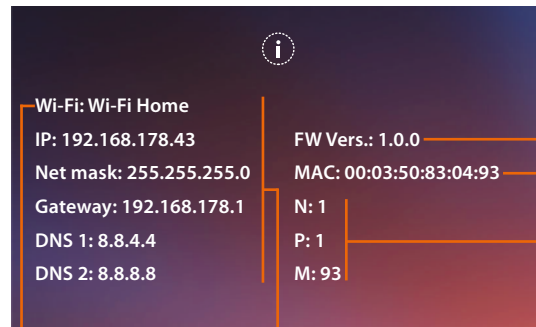 Wi-Fi: Wi-Fi Home
IP: 192.168.178.43
Net mask: 255.255.255.0
Gateway: 192.168.178.1
DNS 1: 8.8.4.4
DNS 2: 8.8.8.8
FW Vers.: 1.0.0
MAC: 00:03:50:83:04:93
N: 1
P: 1
M: 93